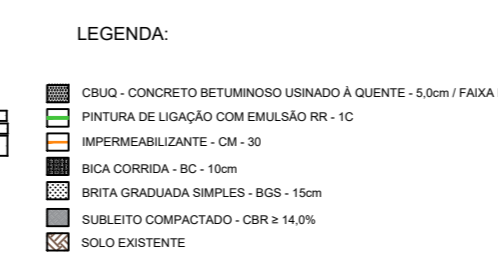 LEGENDA:
CBUQ - CONCRETO BETUMINOSO USINADO À QUENTE - 5,0cm / FAIXA
PINTURA DE LIGAÇÃO COM EMULSÃO RR - 1C
IMPERMEABILIZANTE - CM - 30
BICA CORRIDA - BC - 10cm
BRITA GRADUADA SIMPLES - BGS - 15cm
SUBLEITO COMPACTADO - CBR ≥ 14,0%
SOLO EXISTENTE